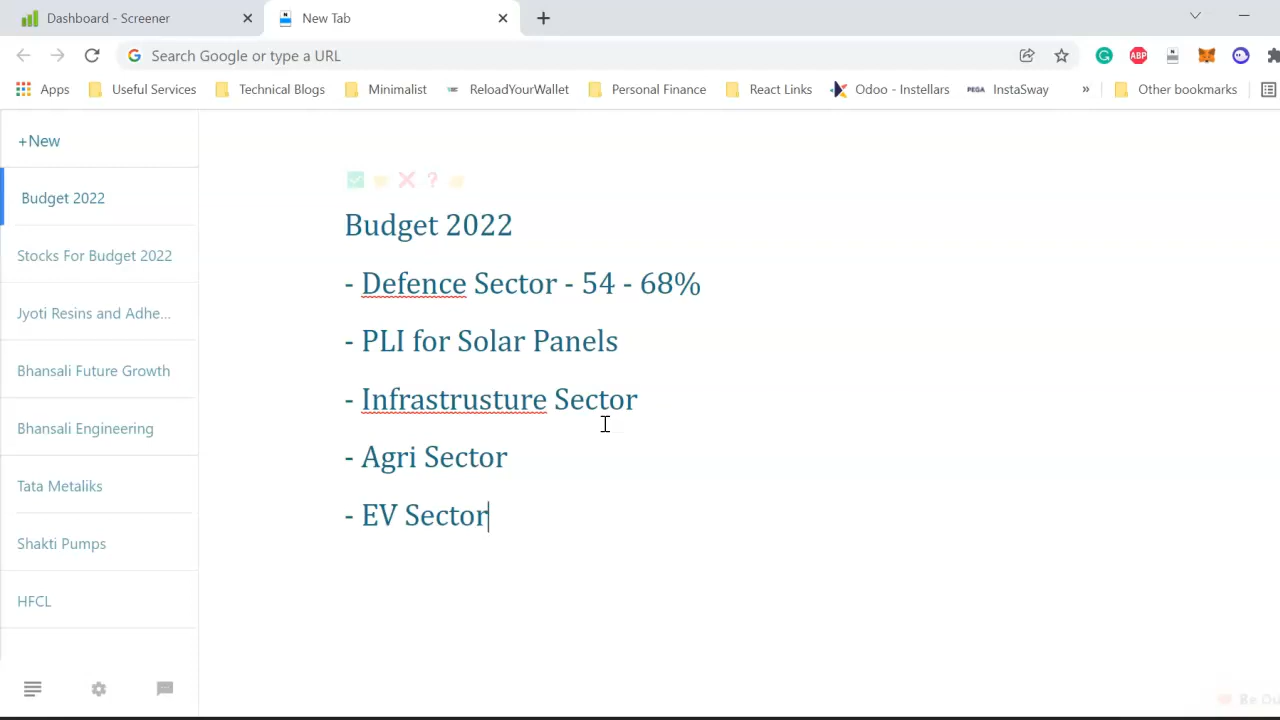 Dashboard - Screener
New Tab
Search Google or type a URL
Apps
Useful Services
Technical Blogs
Minimalist
ReloadYourWallet
Personal Finance
React Links
Odoo - Instellars
PEGA InstaSway
»
Other bookmarks
+New
Budget 2022
Stocks For Budget 2022
Jyoti Resins and Adhe...
Bhansali Future Growth
Bhansali Engineering
Tata Metaliks
Shakti Pumps
HFCL
Budget 2022
- Defence Sector - 54 - 68%
- PLI for Solar Panels
- Infrastrusture Sector
- Agri Sector
- EV Sector
ABP
Be